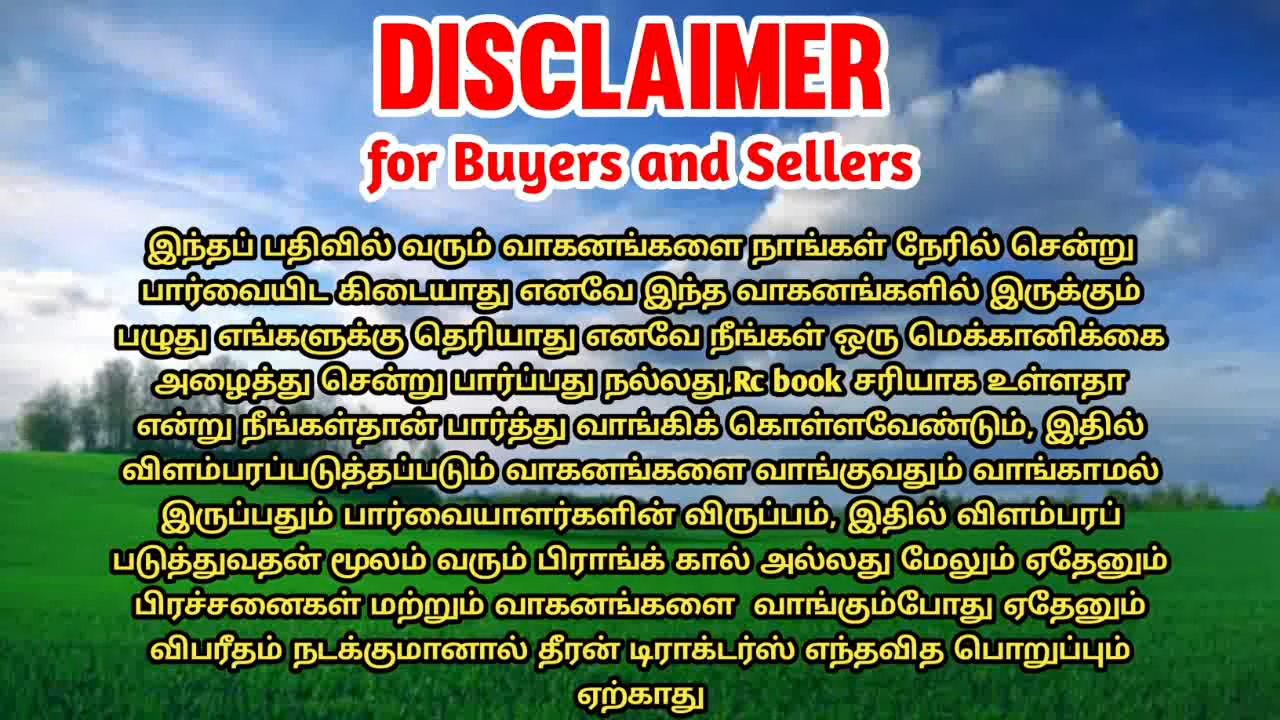 DISCLAIMER
for Buyers and Sellers
இந்தப் பதிவில் வரும் வாகனங்களை நாங்கள் நேரில் சென்று
பார்வையிட கிடையாது எனவே இந்த வாகனங்களில் இருக்கும்
பழுது எங்களுக்கு தெரியாது எனவே நீங்கள் ஒரு மெக்கானிக்கை
அழைத்து சென்று பார்ப்பது நல்லது,Rc book சரியாக உள்ளதா
என்று நீங்கள்தான் பார்த்து வாங்கிக் கொள்ளவேண்டும், இதில்
விளம்பரப்படுத்தப்படும் வாகனங்களை வாங்குவதும் வாங்காமல்
இருப்பதும் பார்வையாளர்களின் விருப்பம், இதில் விளம்பரப்
படுத்துவதன் மூலம் வரும் பிராங்க் கால் அல்லது மேலும் ஏதேனும்
பிரச்சனைகள் மற்றும் வாகனங்களை வாங்கும்போது ஏதேனும்
விபரீதம் நடக்குமானால் தீரன் டிராக்டர்ஸ் எந்தவித பொறுப்பும்
ஏற்காது